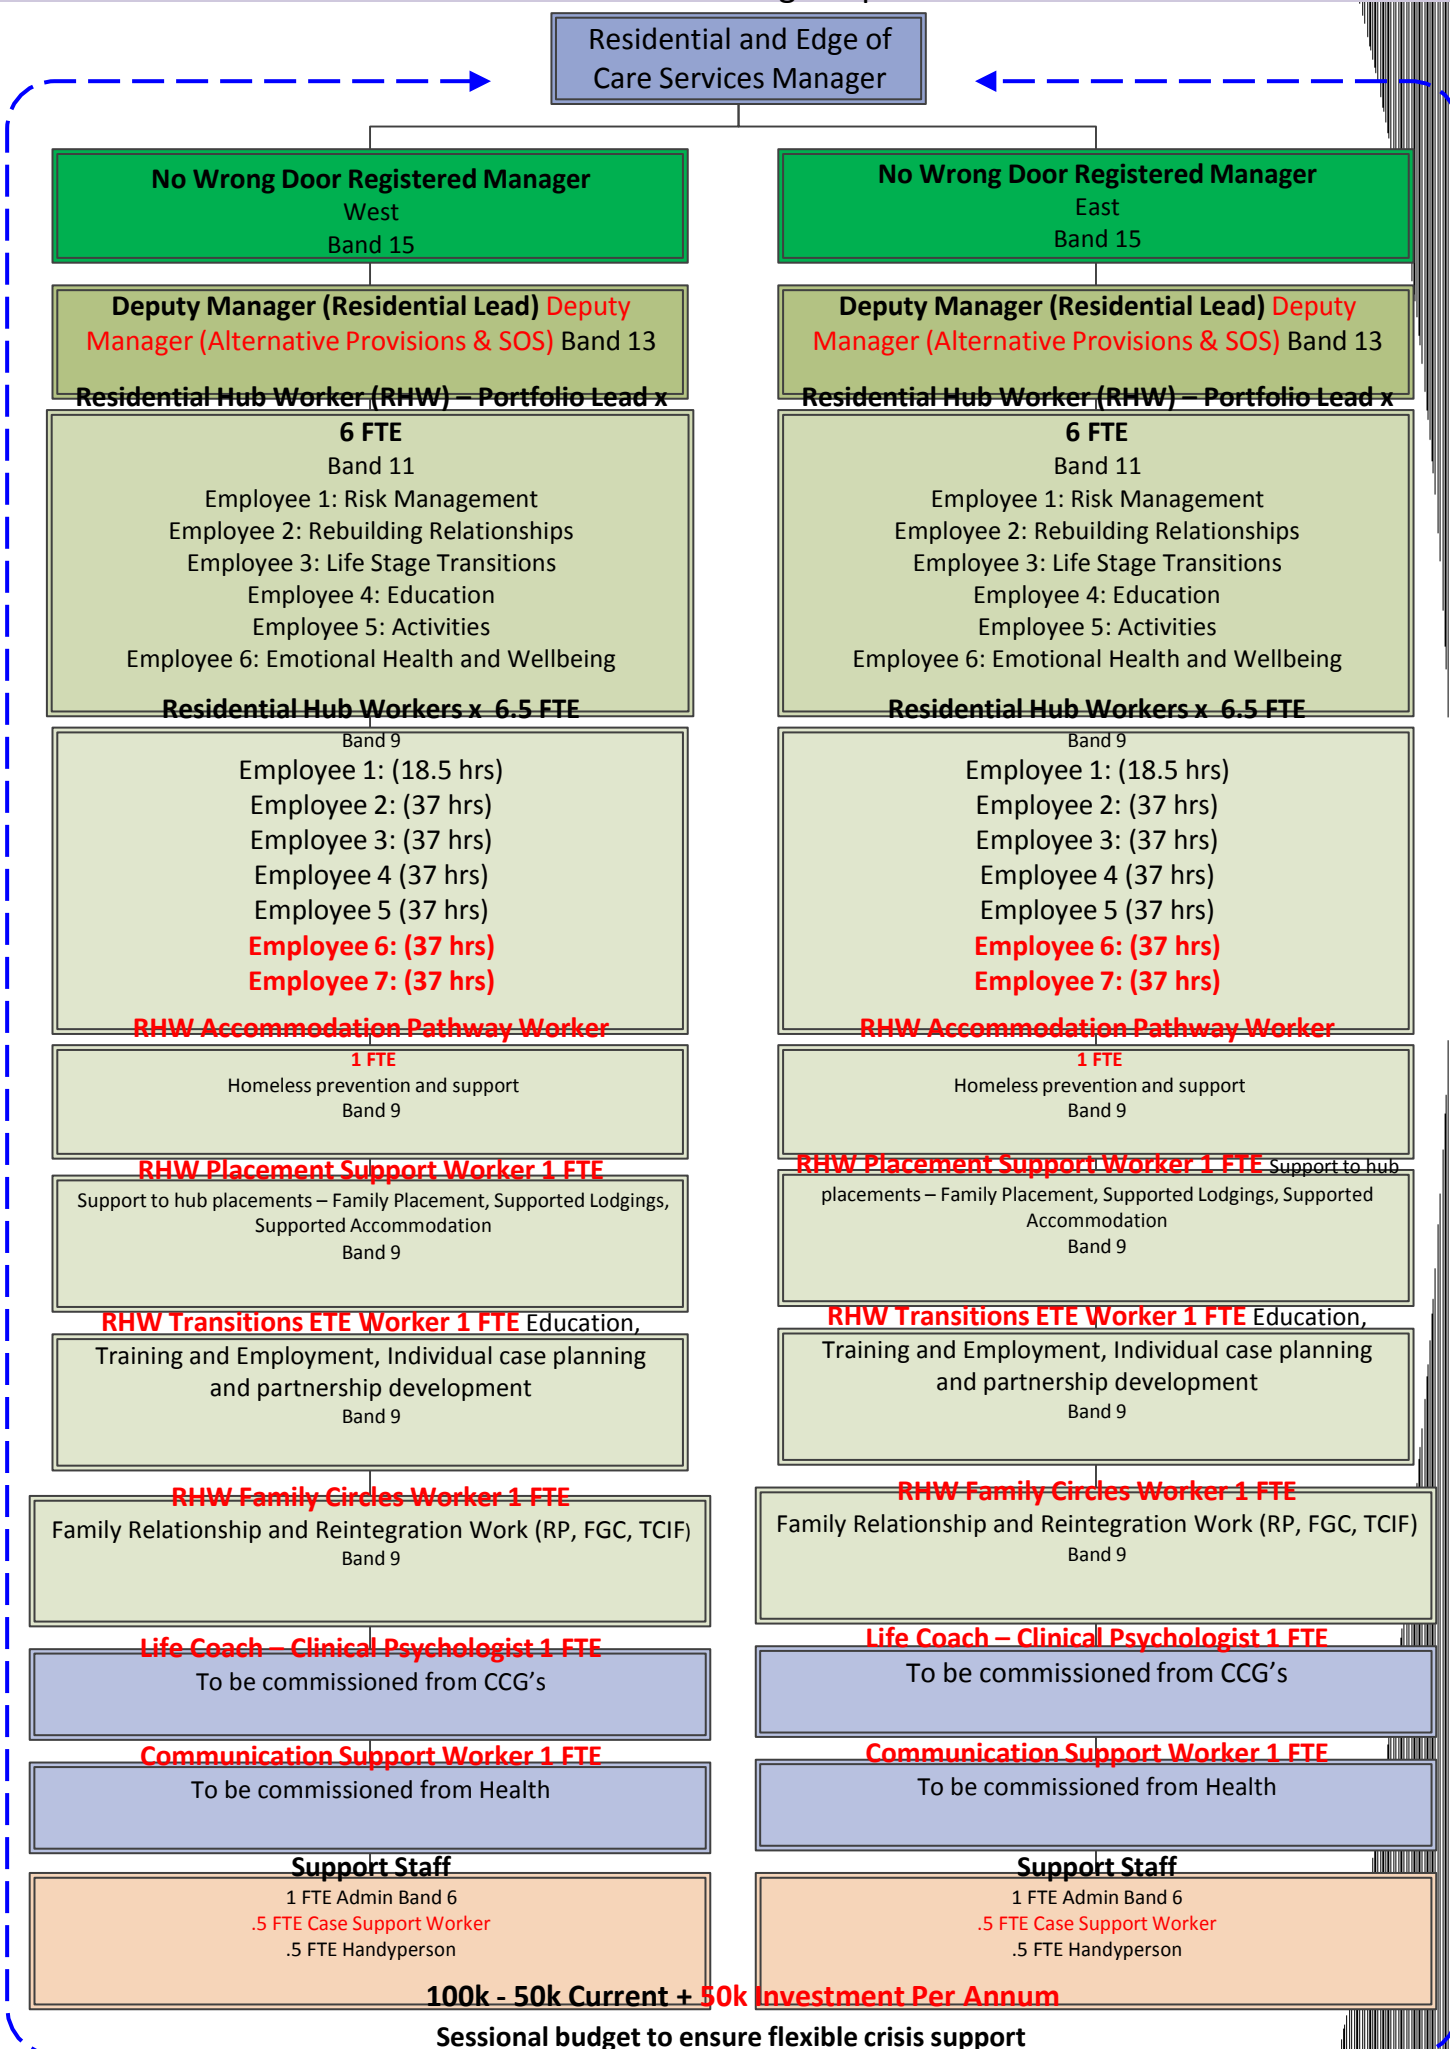 Residential and Edge of
Care Services Manager
No Wrong Door Registered Manager
West
Band 15
Deputy Manager (Residential Lead) Deputy
Manager (Alternative Provisions & SOS) Band 13
Residential Hub Worker (RHW) – Portfolio Lead x
6 FTE
Band 11
Employee 1: Risk Management
Employee 2: Rebuilding Relationships
Employee 3: Life Stage Transitions
Employee 4: Education
Employee 5: Activities
Employee 6: Emotional Health and Wellbeing
Residential Hub Workers x 6.5 FTE
Band 9
Employee 1: (18.5 hrs)
Employee 2: (37 hrs)
Employee 3: (37 hrs)
Employee 4 (37 hrs)
Employee 5 (37 hrs)
Employee 6: (37 hrs)
Employee 7: (37 hrs)
RHW Accommodation Pathway Worker
1 FTE
Homeless prevention and support
Band 9
RHW Placement Support Worker 1 FTE
Support to hub placements – Family Placement, Supported Lodgings,
Supported Accommodation
Band 9
RHW Transitions ETE Worker 1 FTE Education,
Training and Employment, Individual case planning
and partnership development
Band 9
RHW Family Circles Worker 1 FTE
Family Relationship and Reintegration Work (RP, FGC, TCIF)
Band 9
Life Coach – Clinical Psychologist 1 FTE
To be commissioned from CCG's
Communication Support Worker 1 FTE
To be commissioned from Health
Support Staff
1 FTE Admin Band 6
.5 FTE Case Support Worker
.5 FTE Handyperson
No Wrong Door Registered Manager
East
Band 15
Deputy Manager (Residential Lead) Deputy
Manager (Alternative Provisions & SOS) Band 13
Residential Hub Worker (RHW) – Portfolio Lead x
6 FTE
Band 11
Employee 1: Risk Management
Employee 2: Rebuilding Relationships
Employee 3: Life Stage Transitions
Employee 4: Education
Employee 5: Activities
Employee 6: Emotional Health and Wellbeing
Residential Hub Workers x 6.5 FTE
Band 9
Employee 1: (18.5 hrs)
Employee 2: (37 hrs)
Employee 3: (37 hrs)
Employee 4 (37 hrs)
Employee 5 (37 hrs)
Employee 6: (37 hrs)
Employee 7: (37 hrs)
RHW Accommodation Pathway Worker
1 FTE
Homeless prevention and support
Band 9
RHW Placement Support Worker 1 FTE Support to hub
placements – Family Placement, Supported Lodgings, Supported
Accommodation
Band 9
RHW Transitions ETE Worker 1 FTE Education,
Training and Employment, Individual case planning
and partnership development
Band 9
RHW Family Circles Worker 1 FTE
Family Relationship and Reintegration Work (RP, FGC, TCIF)
Band 9
Life Coach – Clinical Psychologist 1 FTE
To be commissioned from CCG's
Communication Support Worker 1 FTE
To be commissioned from Health
Support Staff
1 FTE Admin Band 6
.5 FTE Case Support Worker
.5 FTE Handyperson
100k - 50k Current + 50k Investment Per Annum
Sessional budget to ensure flexible crisis support